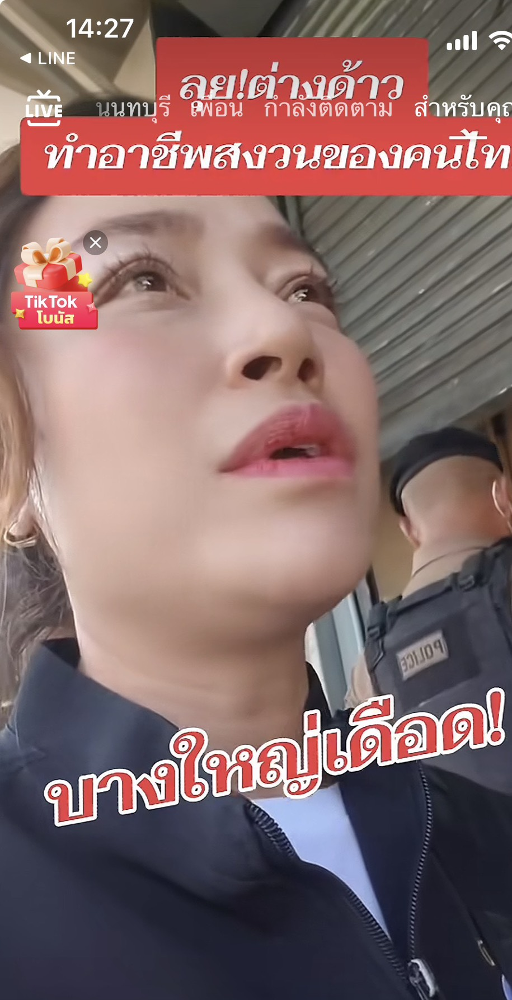 14:27
LINE
ลุย!ต่างด้าว
LIVE
นนทบุรี เพื่อน กำลังติดตาม สำหรับคุณ
ทำอาชีพสงวนของคนไท
TikTok
โบนัส
POLICE
บางใหญ่เดือด!